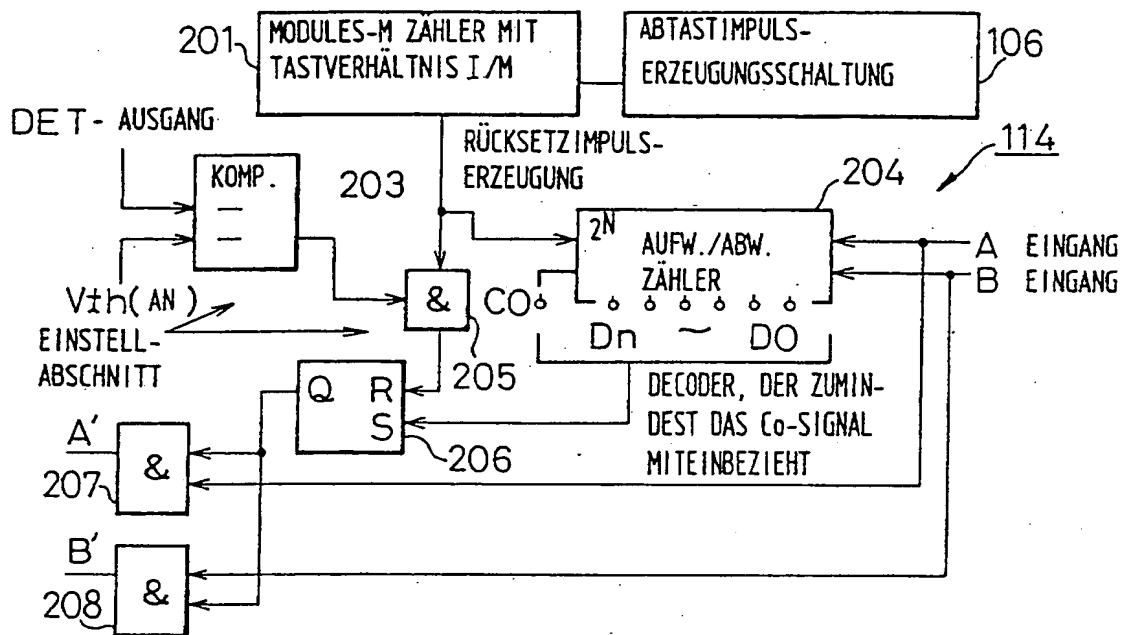 201
MODULES-M ZÄHLER MIT
TASTVERHÄLTNIS I/M
ABTASTIMPULS-
ERZEUGUNGSSCHALTUNG
106
DET- AUSGANG
RÜCKSETZIMPULS-
ERZEUGUNG
114
KOMP.
203
204
2^N
AUFW./ABW.
ZÄHLER
A EINGANG
B EINGANG
Vth(AN)
EINSTELL-
ABSCHNITT
&
205
CO
Dn ~ DO
Q R
S
206
DECODER, DER ZUMIN-
DEST DAS Co-SIGNAL
MITEINBEZIEHT
A'
&
207
B'
&
208